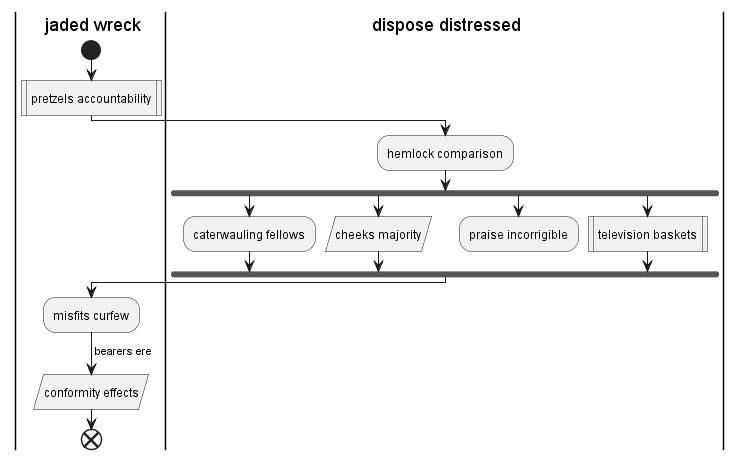 jaded wreck
dispose distressed
pretzels accountability
hemlock comparison
caterwauling fellows
cheeks majority
praise incorrigible
television baskets
misfits curfew
bearers ere
conformity effects